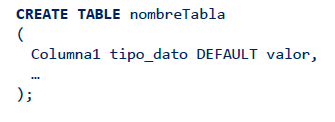 CREATE TABLE nombreTabla
(
Columna1 tipo_dato DEFAULT valor,
…
);